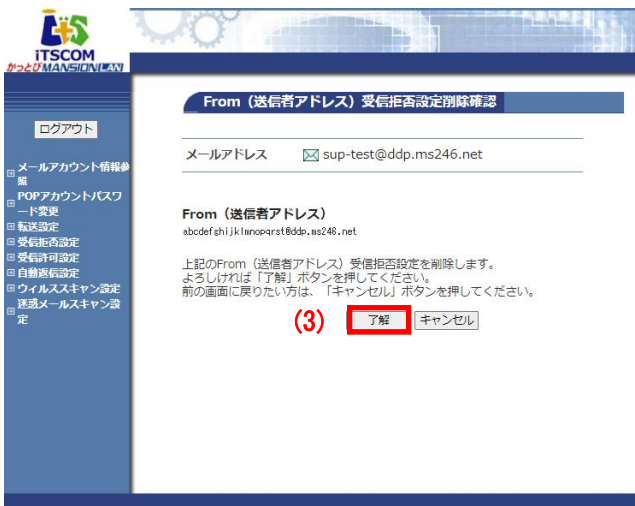 iTSCOM
かっとびMANSIONLAN
ログアウト
メールアカウント情報参
照
POPアカウントパスワ
ード変更
転送設定
受信拒否設定
受信許可設定
自動返信設定
ウィルススキャン設定
迷惑メールスキャン設
定
From（送信者アドレス）受信拒否設定削除確認
メールアドレス sup-test@ddp.ms246.net
From（送信者アドレス）
abcdefghijklmnopqrst@ddp.ms246.net
上記のFrom（送信者アドレス）受信拒否設定を削除します。
よろしければ「了解」ボタンを押してください。
前の画面に戻りたい方は、「キャンセル」ボタンを押してください。
(3) 了解 キャンセル